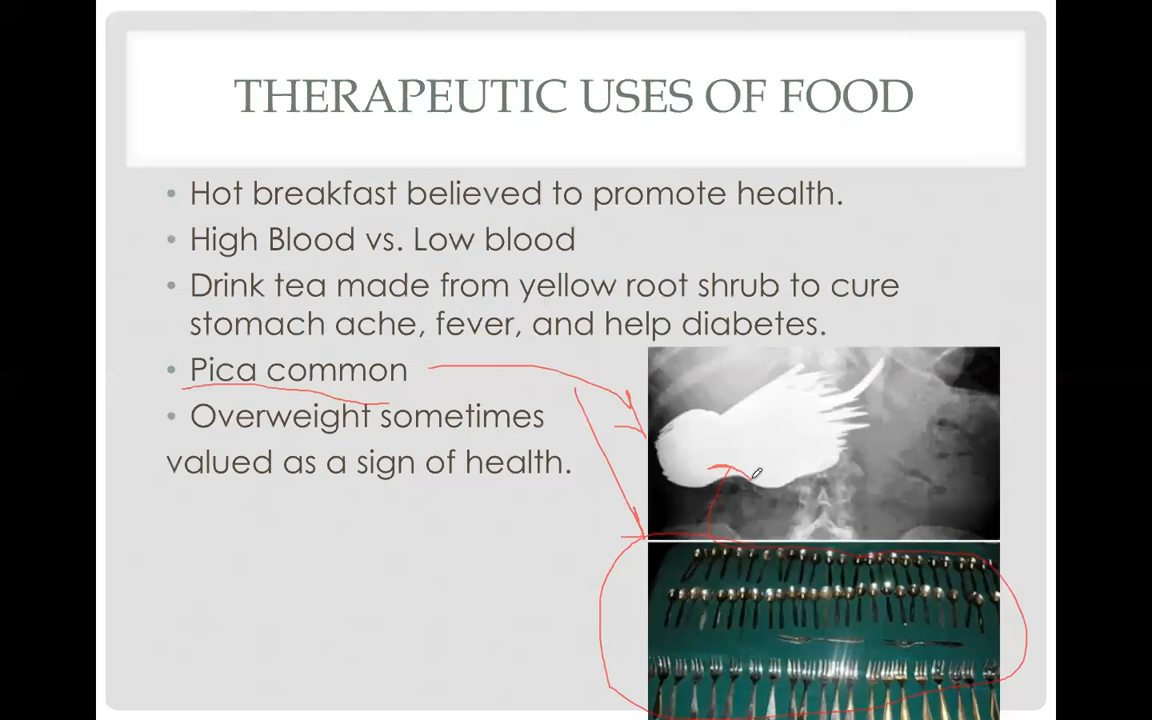 THERAPEUTIC USES OF FOOD
• Hot breakfast believed to promote health.
• High Blood vs. Low blood
• Drink tea made from yellow root shrub to cure
stomach ache, fever, and help diabetes.
• Pica common
• Overweight sometimes
valued as a sign of health.